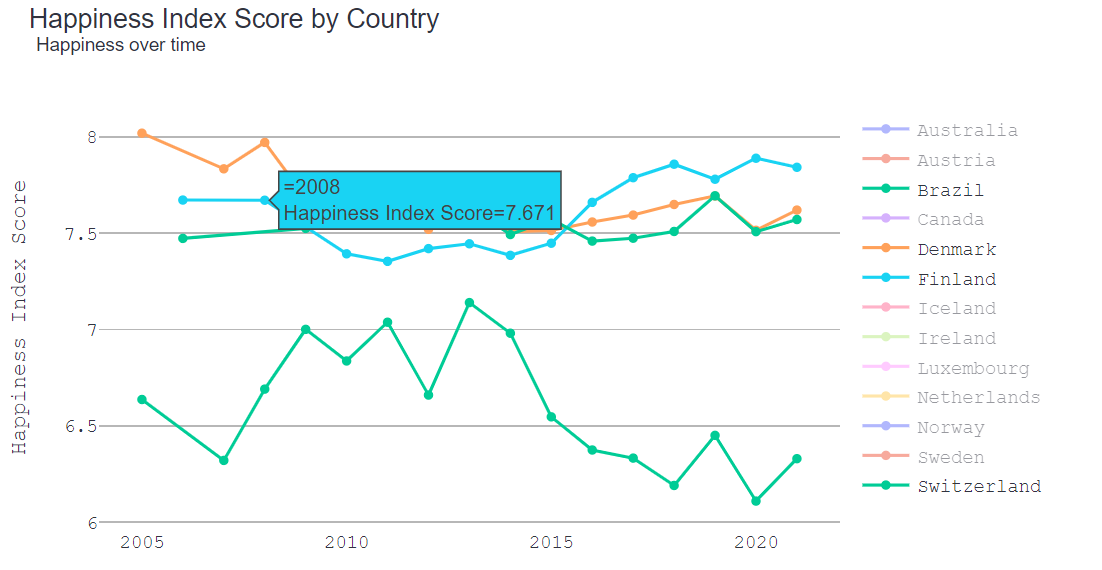 Happiness Index Score by Country
Happiness over time
Happiness Index Score
8
7.5
7
6.5
6
2005
2010
2015
2020
=2008
Happiness Index Score=7.671
Australia
Austria
Brazil
Canada
Denmark
Finland
Iceland
Ireland
Luxembourg
Netherlands
Norway
Sweden
Switzerland